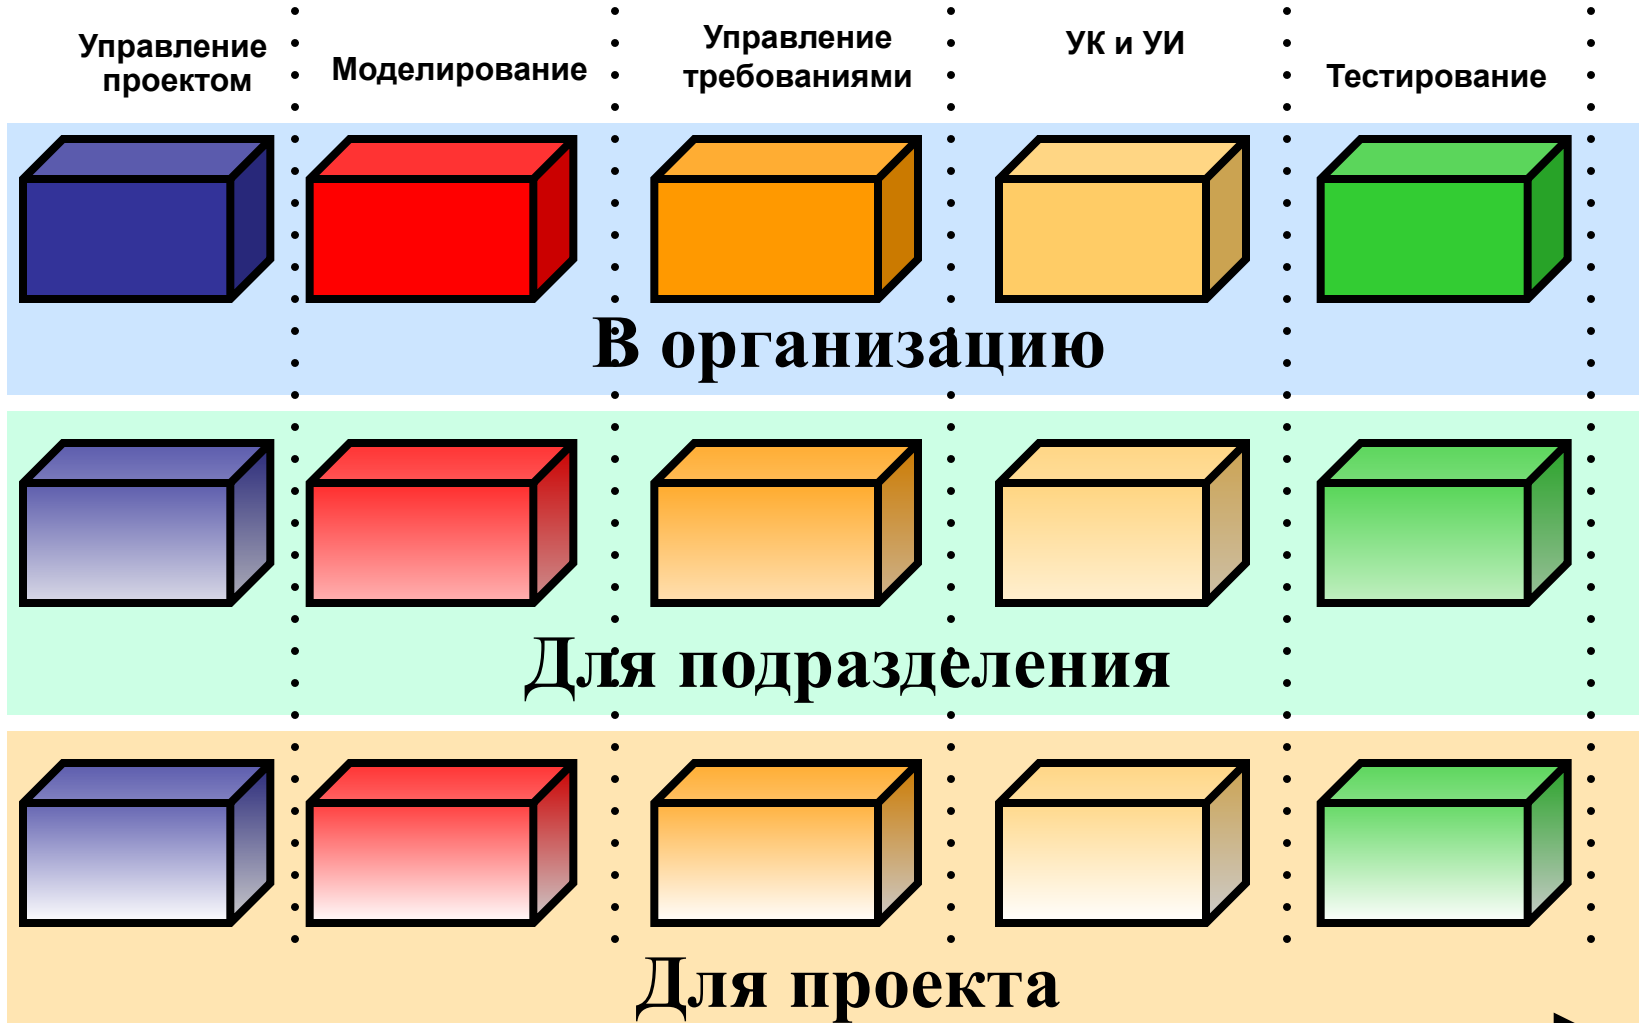 Управление
проектом
Моделирование
Управление
требованиями
УК и УИ
Тестирование
В организацию
Для подразделения
Для проекта